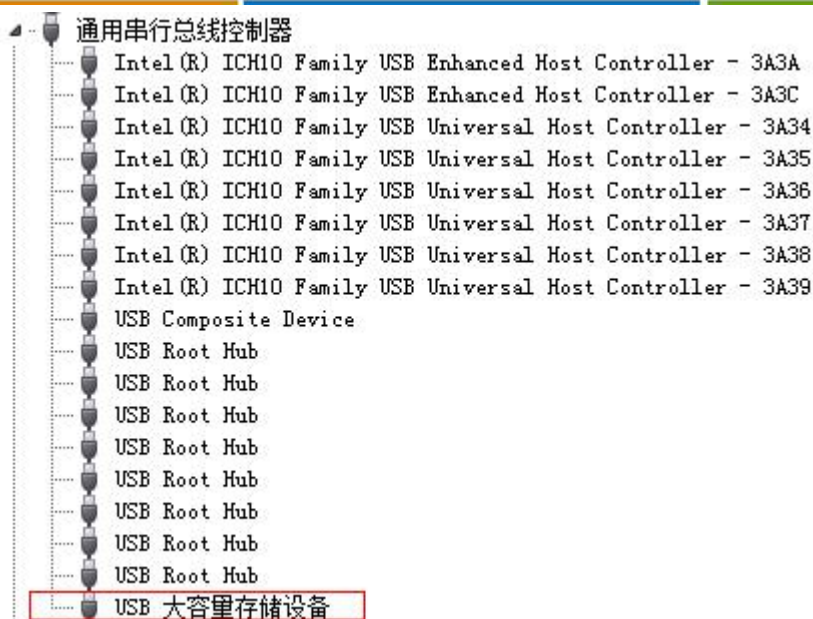 通用串行总线控制器
Intel(R) ICH10 Family USB Enhanced Host Controller - 3A3A
Intel(R) ICH10 Family USB Enhanced Host Controller - 3A3C
Intel(R) ICH10 Family USB Universal Host Controller - 3A34
Intel(R) ICH10 Family USB Universal Host Controller - 3A35
Intel(R) ICH10 Family USB Universal Host Controller - 3A36
Intel(R) ICH10 Family USB Universal Host Controller - 3A37
Intel(R) ICH10 Family USB Universal Host Controller - 3A38
Intel(R) ICH10 Family USB Universal Host Controller - 3A39
USB Composite Device
USB Root Hub
USB Root Hub
USB Root Hub
USB Root Hub
USB Root Hub
USB Root Hub
USB Root Hub
USB Root Hub
USB 大容量存储设备